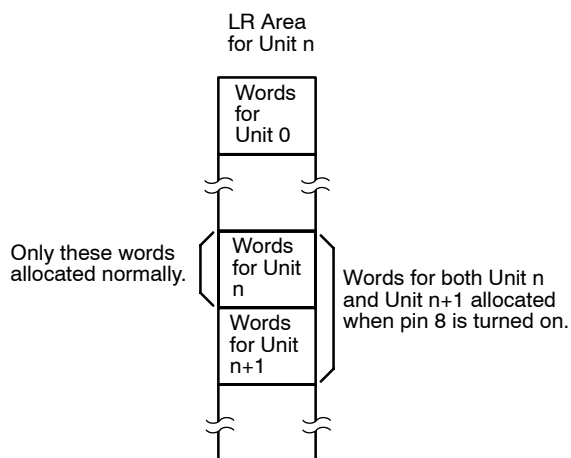 LR Area
for Unit n
Words
for
Unit 0
Only these words
allocated normally.
Words
for Unit
n
Words for both Unit n
and Unit n+1 allocated
when pin 8 is turned on.
Words
for Unit
n+1